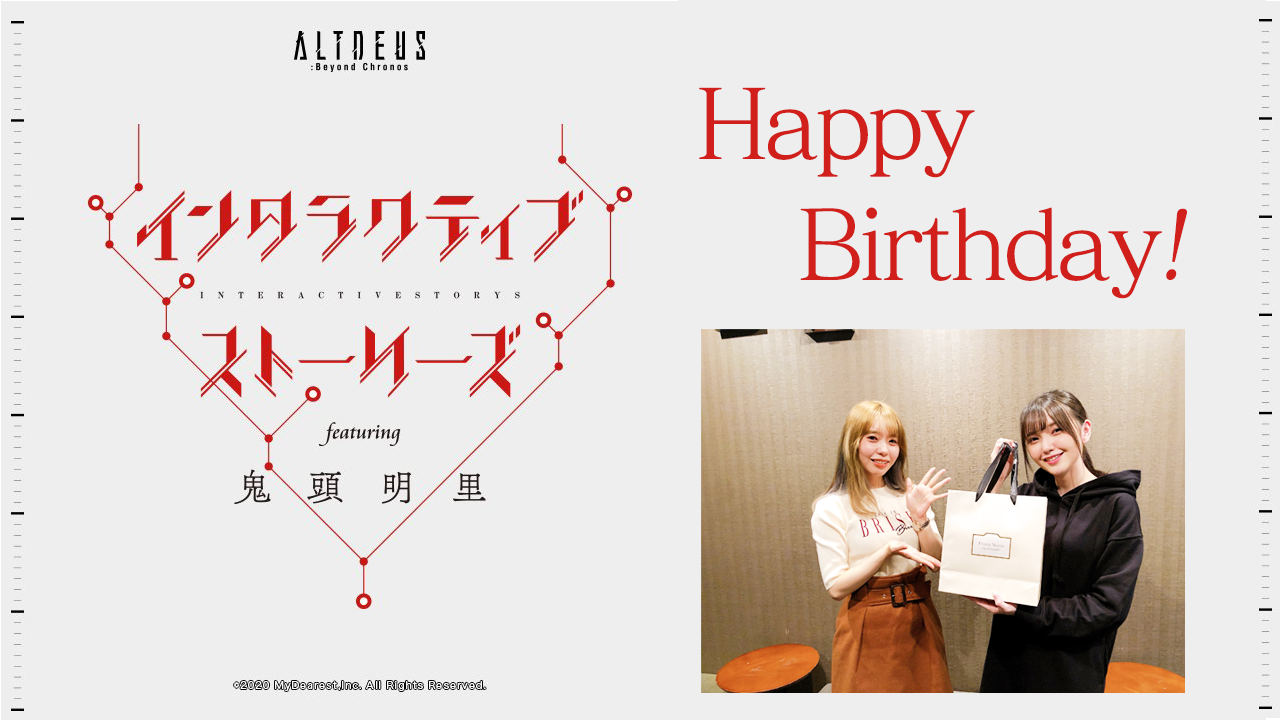 ALTDEUS
:Beyond Chronos
インタラクティブ
INTERACTIVESTORYS
ストーリーズ
featuring
鬼頭明里
©2020 MyDearest,Inc. All Rights Reserved.
Happy
Birthday!
BRISK